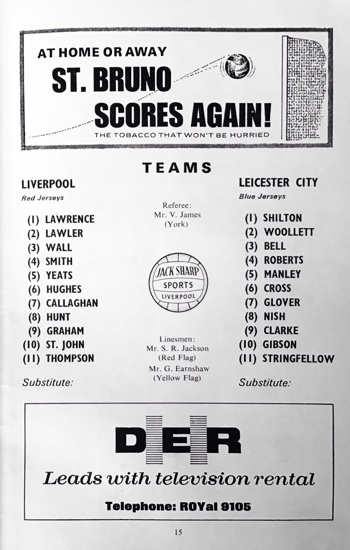 AT HOME OR AWAY
ST. BRUNO
SCORES AGAIN!
THE TOBACCO THAT WON'T BE HURRIED
TEAMS
LIVERPOOL
Red Jerseys
(1) LAWRENCE
(2) LAWLER
(3) WALL
(4) SMITH
(5) YEATS
(6) HUGHES
(7) CALLAGHAN
(8) HUNT
(9) GRAHAM
(10) ST. JOHN
(11) THOMPSON
Substitute:
Referee:
Mr. V. James
(York)
JACK SHARP
SPORTS
LIVERPOOL
Linesmen:
Mr. S. R. Jackson
(Red Flag)
Mr. G. Earnshaw
(Yellow Flag)
LEICESTER CITY
Blue Jerseys
(1) SHILTON
(2) WOOLLETT
(3) BELL
(4) ROBERTS
(5) MANLEY
(6) CROSS
(7) GLOVER
(8) NISH
(9) CLARKE
(10) GIBSON
(11) STRINGFELLOW
Substitute:
DER
Leads with television rental
Telephone: ROYal 9105
15